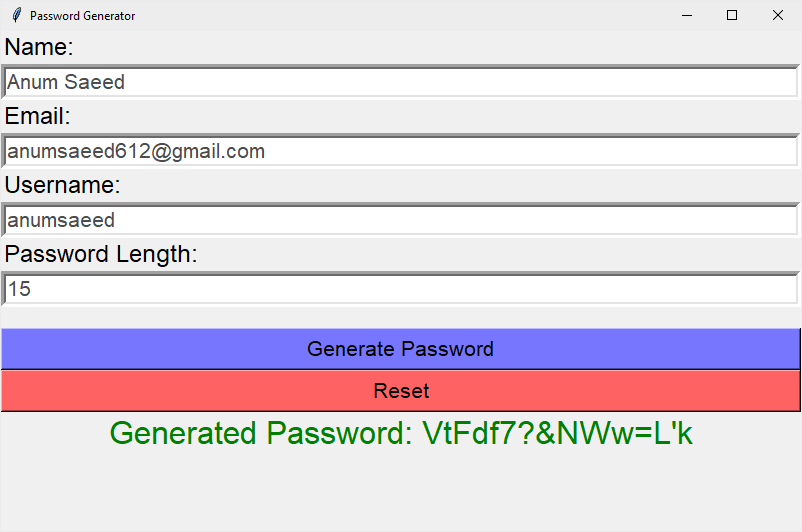 Password Generator
Name:
Anum Saeed
Email:
anumsaeed612@gmail.com
Username:
anumsaeed
Password Length:
15
Generate Password
Reset
Generated Password: VtFdf7?&NWw=L'k